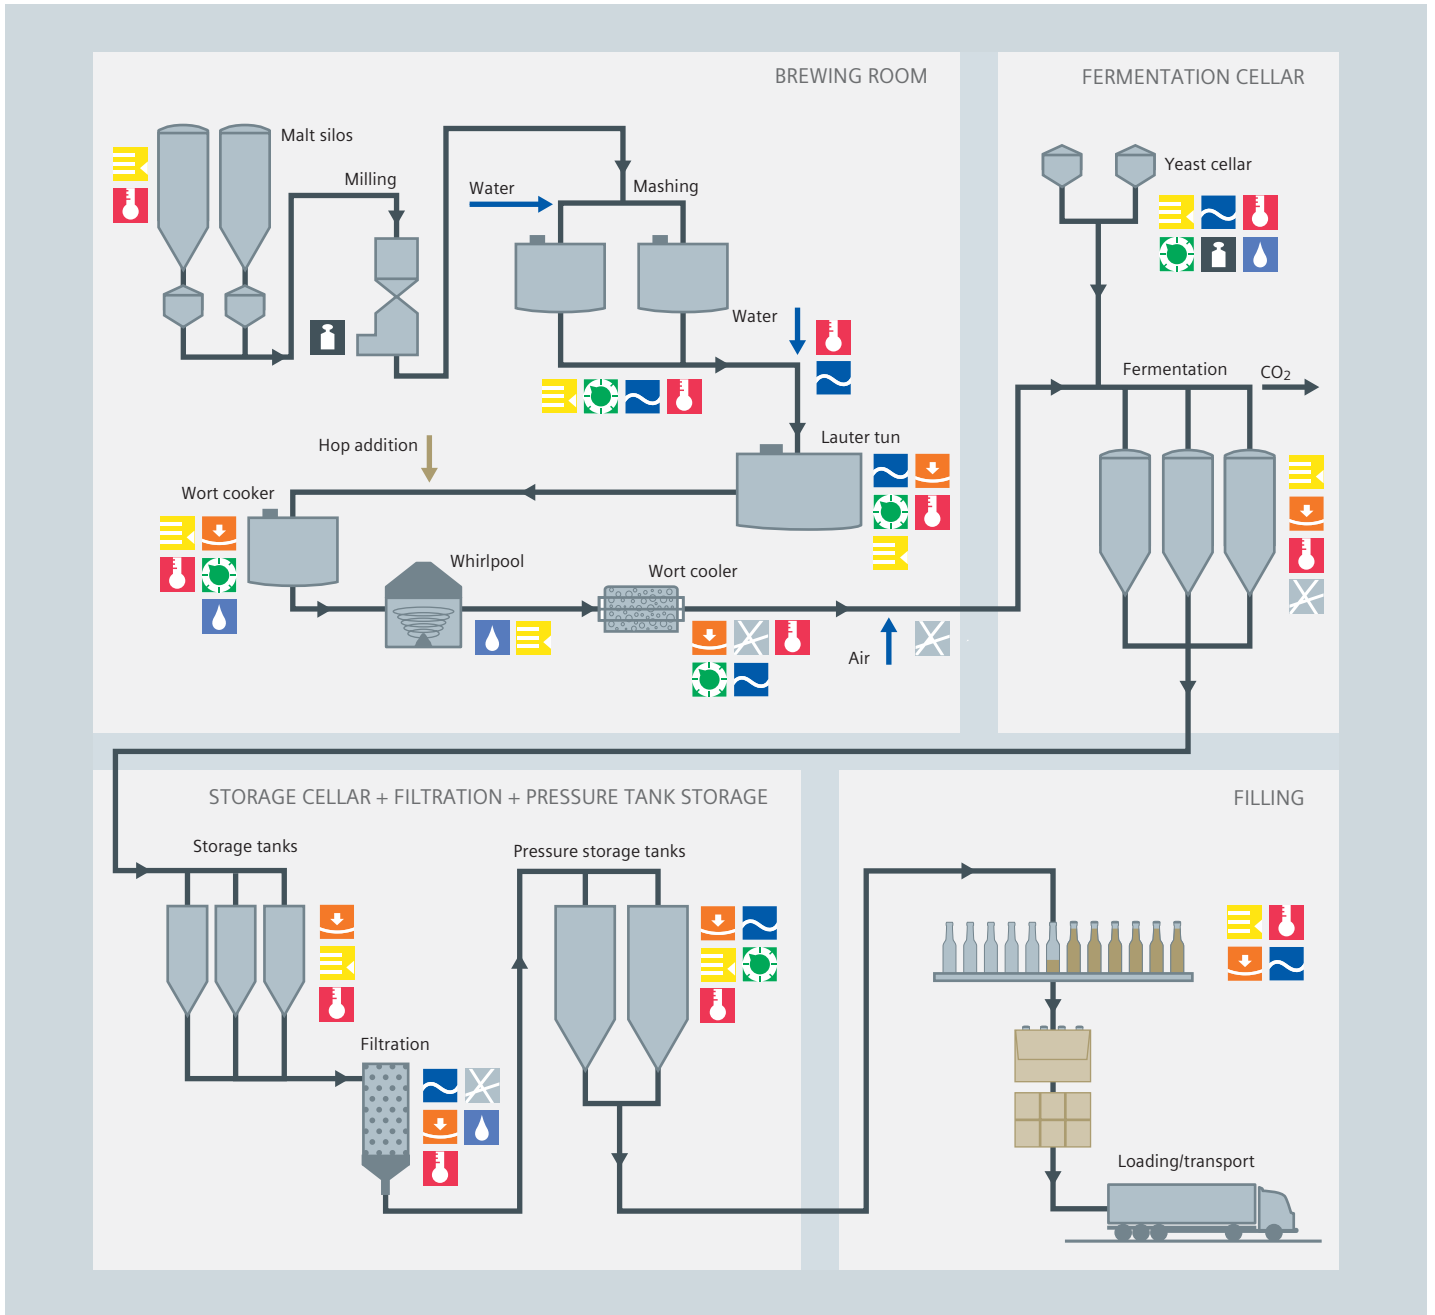 BREWING ROOM
FERMENTATION CELLAR
Malt silos
Milling
Water
Mashing
Yeast cellar
Water
Fermentation
CO2
Hop addition
Lauter tun
Wort cooker
Whirlpool
Wort cooler
Air
STORAGE CELLAR + FILTRATION + PRESSURE TANK STORAGE
FILLING
Storage tanks
Pressure storage tanks
Filtration
Loading/transport